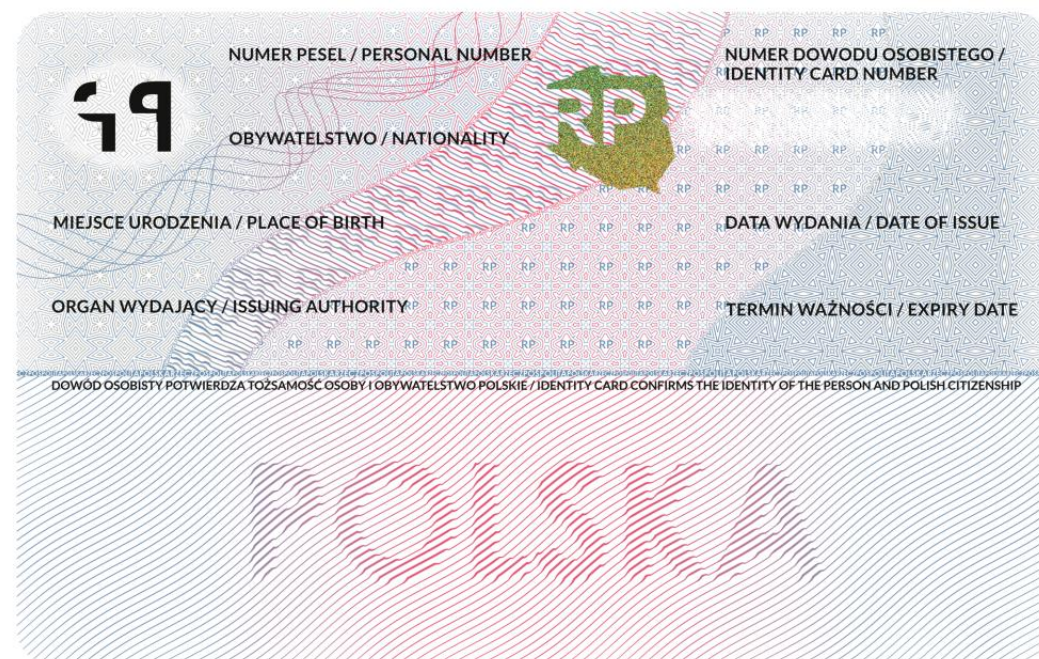 NUMER PESEL / PERSONAL NUMBER
NUMER DOWODU OSOBISTEGO /
IDENTITY CARD NUMBER
RP
OBYWATELSTWO / NATIONALITY
MIEJSCE URODZENIA / PLACE OF BIRTH
DATA WYDANIA / DATE OF ISSUE
ORGAN WYDAJĄCY / ISSUING AUTHORITY
TERMIN WAŻNOŚCI / EXPIRY DATE
DOWÓD OSOBISTY POTWIERDZA TOŻSAMOŚĆ OSOBY I OBYWATELSTWO POLSKIE / IDENTITY CARD CONFIRMS THE IDENTITY OF THE PERSON AND POLISH CITIZENSHIP
POLSKA